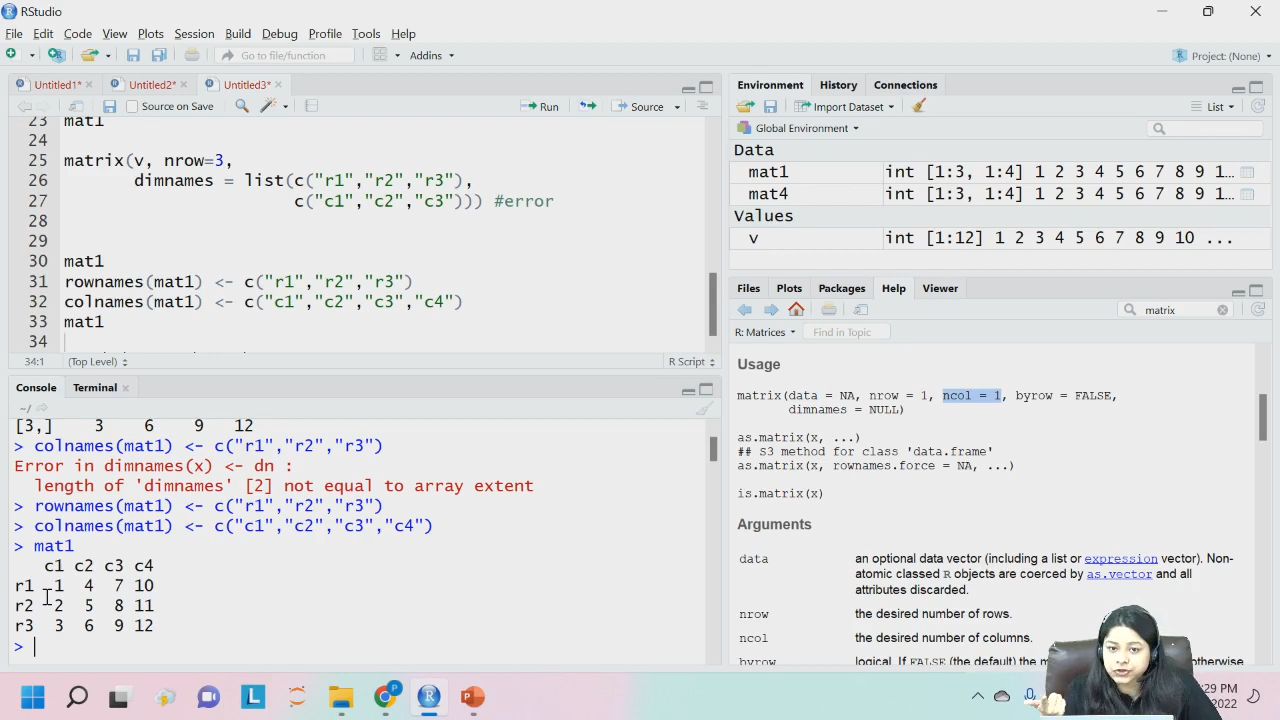 RStudio
File Edit Code View Plots Session Build Debug Profile Tools Help
Go to file/function Addins Project: (None)
Untitled1* Untitled2* Untitled3*
Source on Save Run Source
23 mat1
24
25 matrix(v, nrow=3,
26 dimnames = list(c("r1","r2","r3"),
27 c("c1","c2","c3"))) #error
28
29
30 mat1
31 rownames(mat1) <- c("r1","r2","r3")
32 colnames(mat1) <- c("c1","c2","c3","c4")
33 mat1
34
34:1 (Top Level) R Script
Console Terminal
~/
[3,] 3 6 9 12
> colnames(mat1) <- c("r1","r2","r3")
Error in dimnames(x) <- dn :
length of 'dimnames' [2] not equal to array extent
> rownames(mat1) <- c("r1","r2","r3")
> colnames(mat1) <- c("c1","c2","c3","c4")
> mat1
c1 c2 c3 c4
r1 1 4 7 10
r2 2 5 8 11
r3 3 6 9 12
>
Environment History Connections
Import Dataset List
Global Environment
Data
mat1 int [1:3, 1:4] 1 2 3 4 5 6 7 8 9 1...
mat4 int [1:3, 1:4] 1 2 3 4 5 6 7 8 9 1...
Values
v int [1:12] 1 2 3 4 5 6 7 8 9 10 ...
Files Plots Packages Help Viewer
matrix
R: Matrices Find in Topic
Usage
matrix(data = NA, nrow = 1, ncol = 1, byrow = FALSE,
dimnames = NULL)
as.matrix(x, ...)
## S3 method for class 'data.frame'
as.matrix(x, rownames.force = NA, ...)
is.matrix(x)
Arguments
data an optional data vector (including a list or expression vector). Non-
atomic classed R objects are coerced by as.vector and all
attributes discarded.
nrow the desired number of rows.
ncol the desired number of columns.
byrow logical. If FALSE (the default) the otherwise
:29 PM
2022